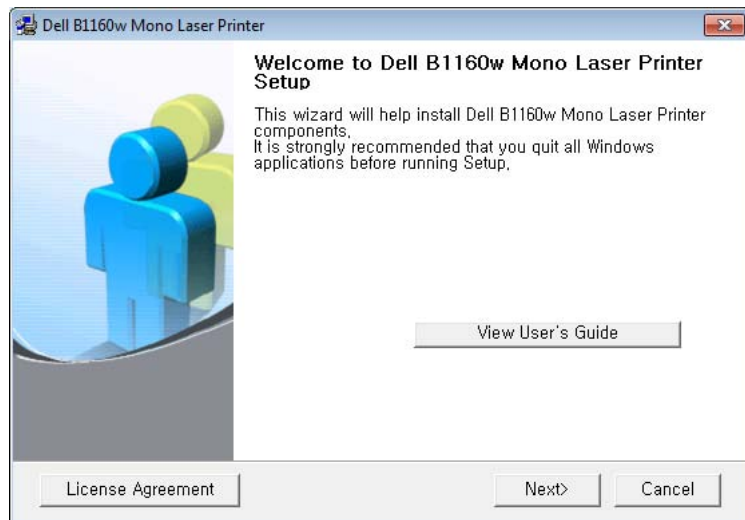 Dell B1160w Mono Laser Printer
Welcome to Dell B1160w Mono Laser Printer
Setup
This wizard will help install Dell B1160w Mono Laser Printer
components,
It is strongly recommended that you quit all Windows
applications before running Setup,
View User's Guide
License Agreement
Next>
Cancel